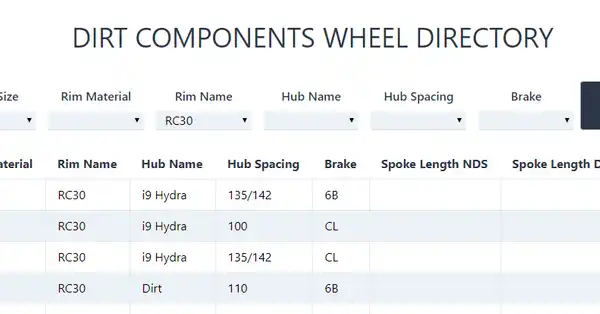 DIRT COMPONENTS WHEEL DIRECTORY
Size Rim Material Rim Name Hub Name Hub Spacing Brake
RC30
aterial Rim Name Hub Name Hub Spacing Brake Spoke Length NDS Spoke Length D
RC30 i9 Hydra 135/142 6B
RC30 i9 Hydra 100 CL
RC30 i9 Hydra 135/142 CL
RC30 Dirt 110 6B